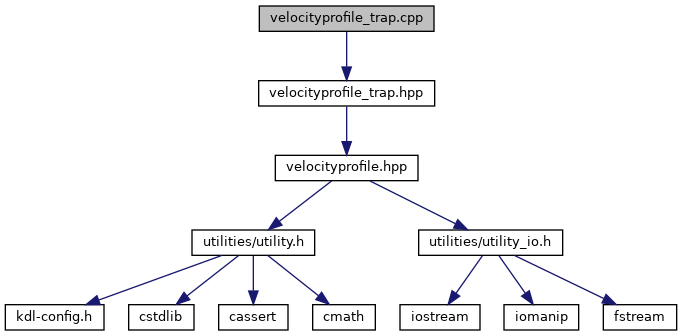 velocityprofile_trap.cpp
velocityprofile_trap.hpp
velocityprofile.hpp
utilities/utility.h
utilities/utility_io.h
kdl-config.h
cstdlib
cassert
cmath
iostream
iomanip
fstream